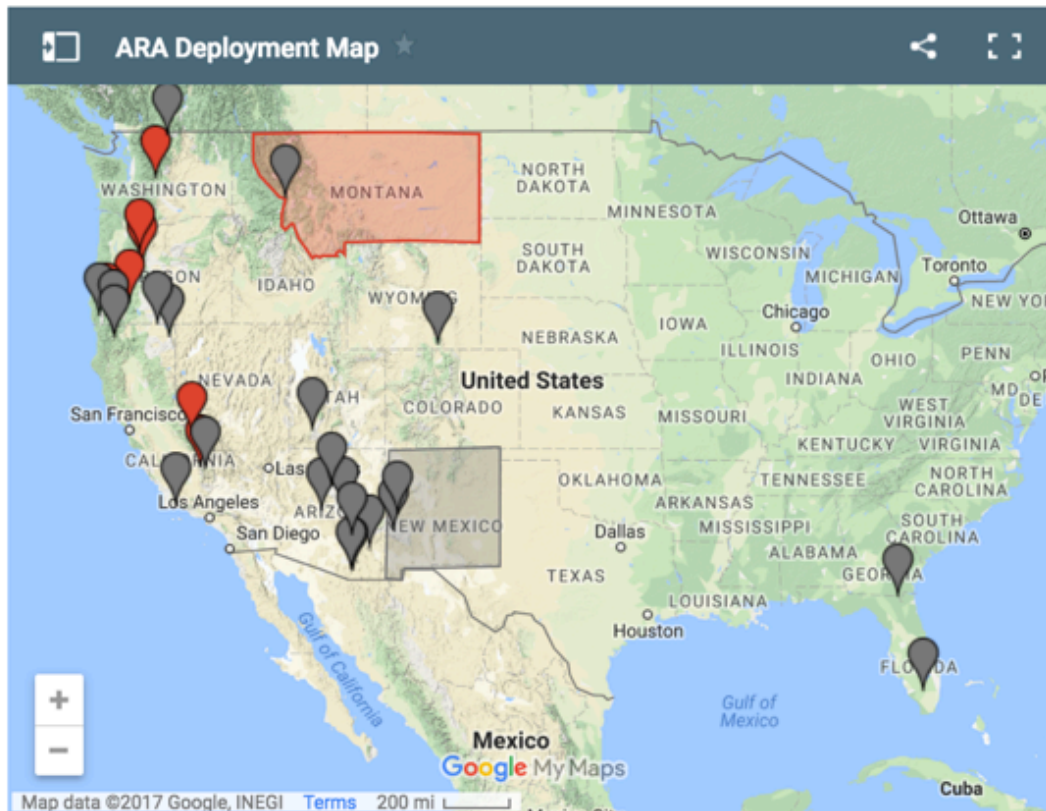 ARA Deployment Map
WASHINGTON
MONTANA
NORTH
DAKOTA
MINNESOTA
Ottawa
SOUTH
DAKOTA
WISCONSIN
MICHIGAN
Toronto
IDAHO
NEW YO
Chicago
NEBRASKA
IOWA
ILLINOIS
OHIO
PENN
INDIANA
NEVADA
United States
MD
DE
San Francisco
COLORADO
KANSAS
MISSOURI
WEST
VIRGINIA
KENTUCKY
VIRGINIA
Las
OKLAHOMA
TENNESSEE
NORTH
CAROLINA
Los Angeles
ARKANSAS
SOUTH
CAROLINA
San Diego
NEW MEXICO
Dallas
MISSISSIPPI
ALABAMA
TEXAS
LOUISIANA
Houston
Gulf of California
Gulf of
Mexico
Mexico
Google My Maps
Cuba
Map data ©2017 Google, INEGI Terms 200 mi